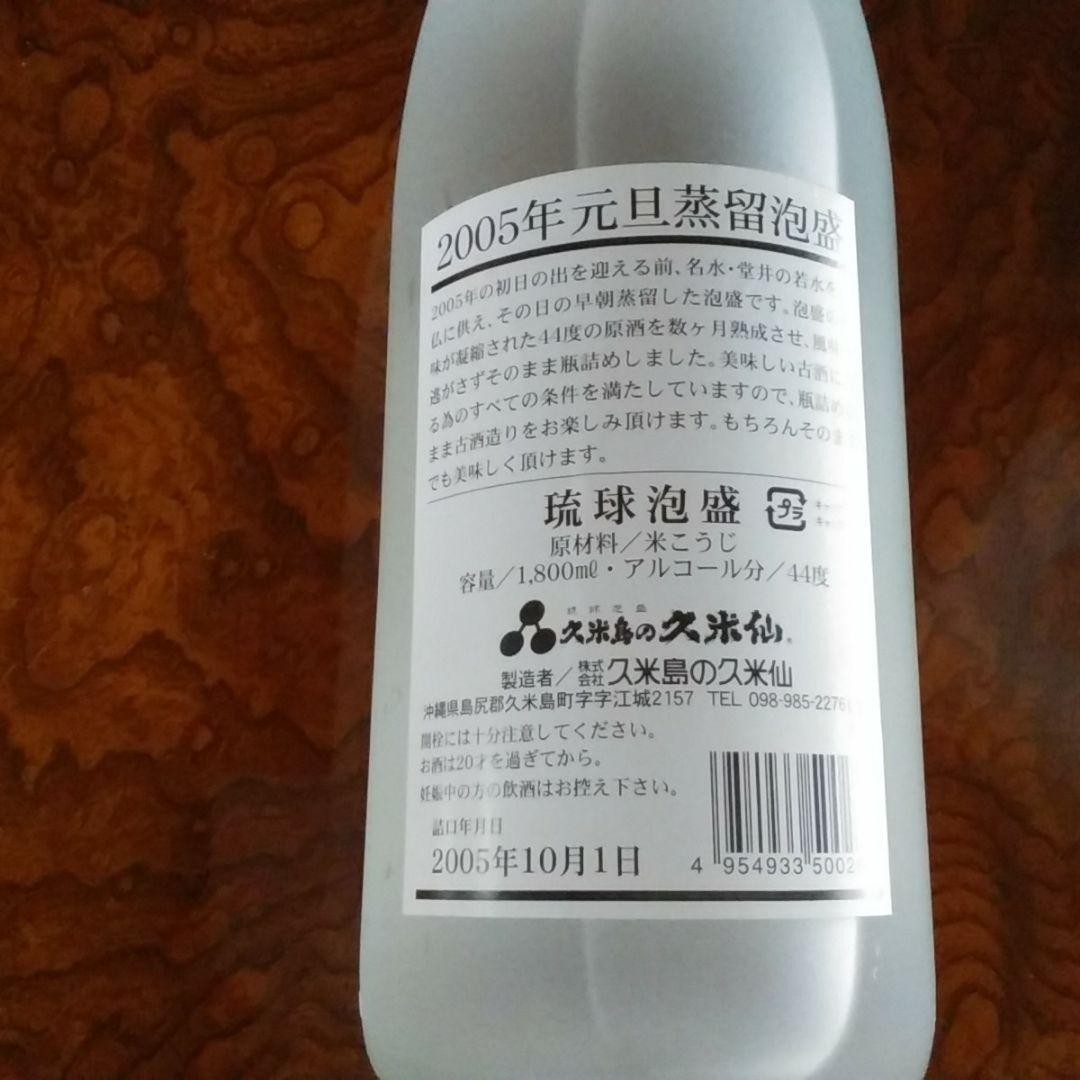 2005年元旦蒸留泡盛
2005年の初日の出を迎える前、名水・堂井の若水を
仏に供え、その日の早朝蒸留した泡盛です。泡盛の
味が凝縮された44度の原酒を数ヶ月熟成させ、風味
逃がさずそのまま瓶詰めしました。美味しい古酒に
る為のすべての条件を満たしていますので、瓶詰め
まま古酒造りをお楽しみ頂けます。もちろんその
でも美味しく頂けます。
琉球泡盛
プラ
キャ
キャ
原材料/米こうじ
容量/1,800㎖・アルコール分/44度
琉球泡盛
久米島の久米仙
製造者/株式会社久米島の久米仙
沖縄県島尻郡久米島町字字江城2157 TEL 098-985-2276
開栓には十分注意してください。
お酒は20才を過ぎてから。
妊娠中の方の飲酒はお控え下さい。
詰口年月日
2005年10月1日
4 954933 5002